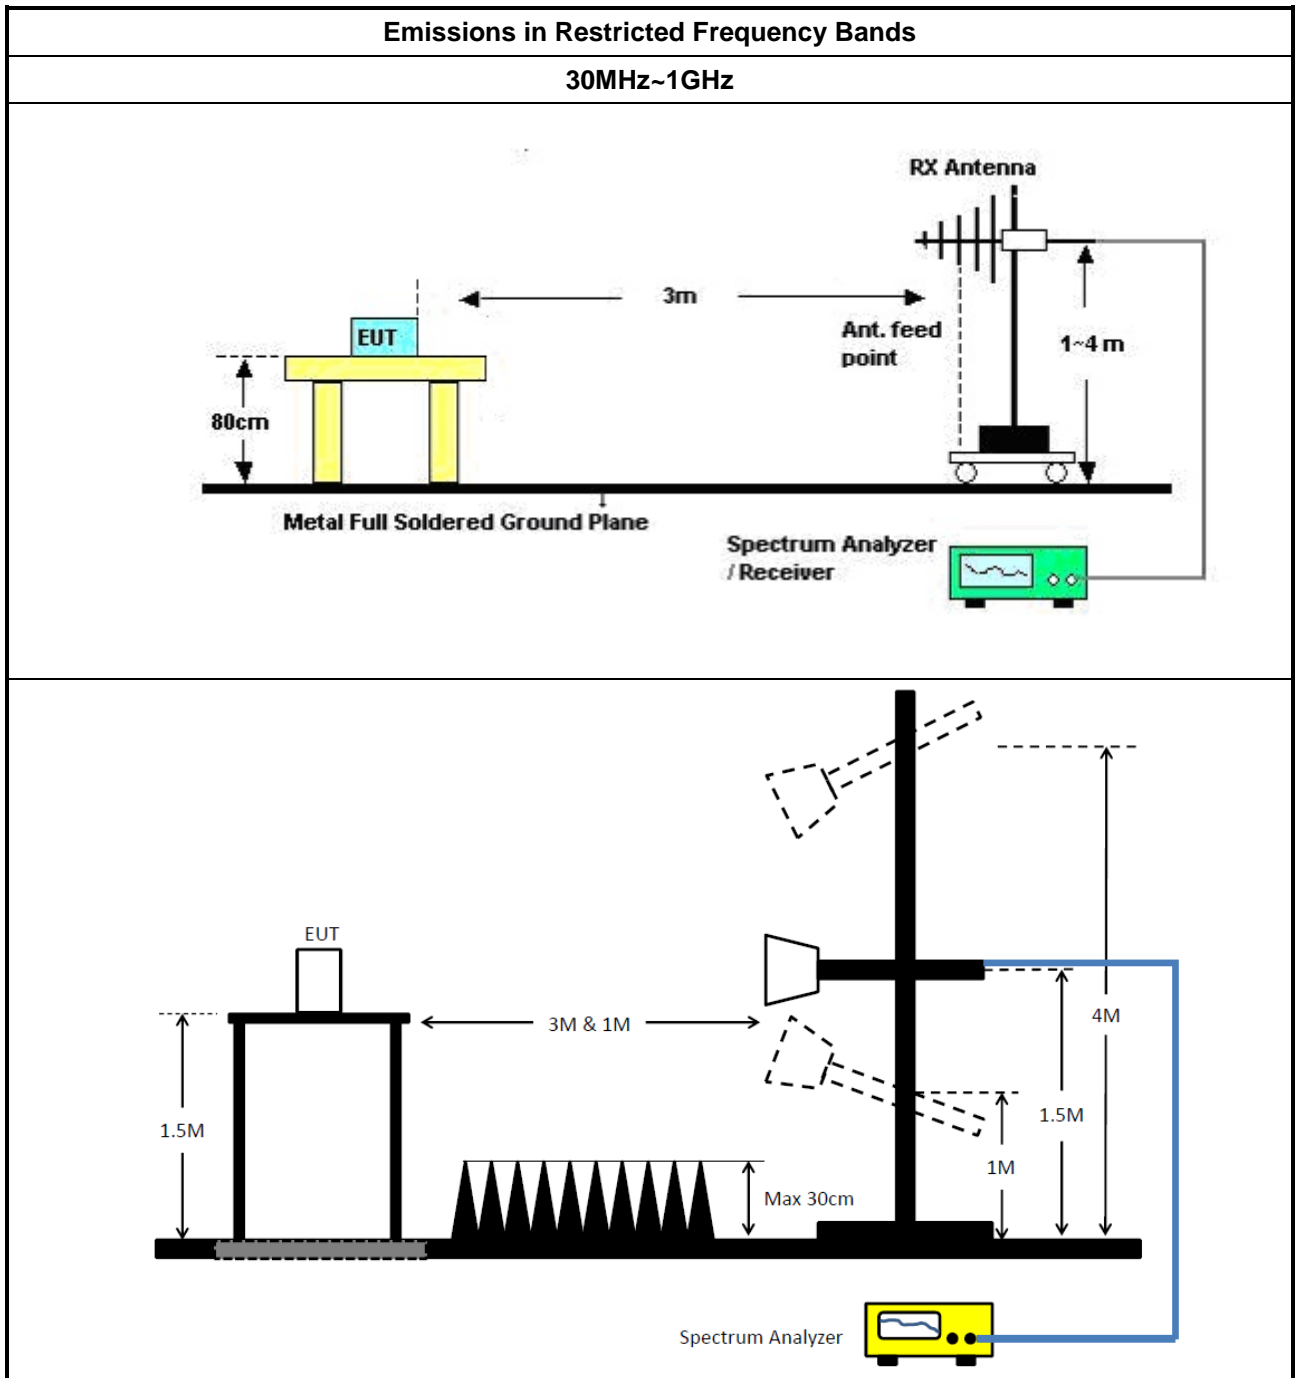 Emissions in Restricted Frequency Bands
30MHz~1GHz
RX Antenna
3m
EUT
Ant. feed
point
1~4 m
80cm
Metal Full Soldered Ground Plane
Spectrum Analyzer
/ Receiver
EUT
3M & 1M
4M
1.5M
1.5M
1M
Max 30cm
Spectrum Analyzer